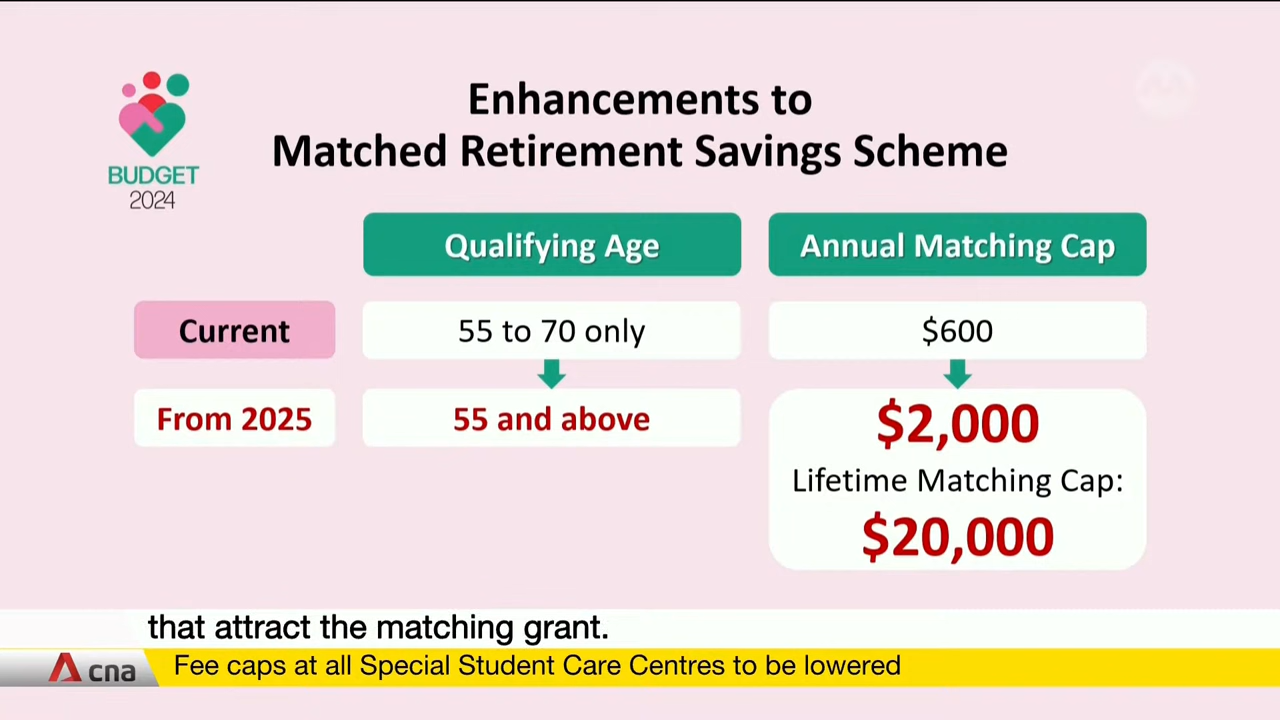 Enhancements to
Matched Retirement Savings Scheme
BUDGET
2024
Qualifying Age
Annual Matching Cap
Current
55 to 70 only
$600
From 2025
55 and above
$2,000
Lifetime Matching Cap:
$20,000
that attract the matching grant.
cna
Fee caps at all Special Student Care Centres to be lowered